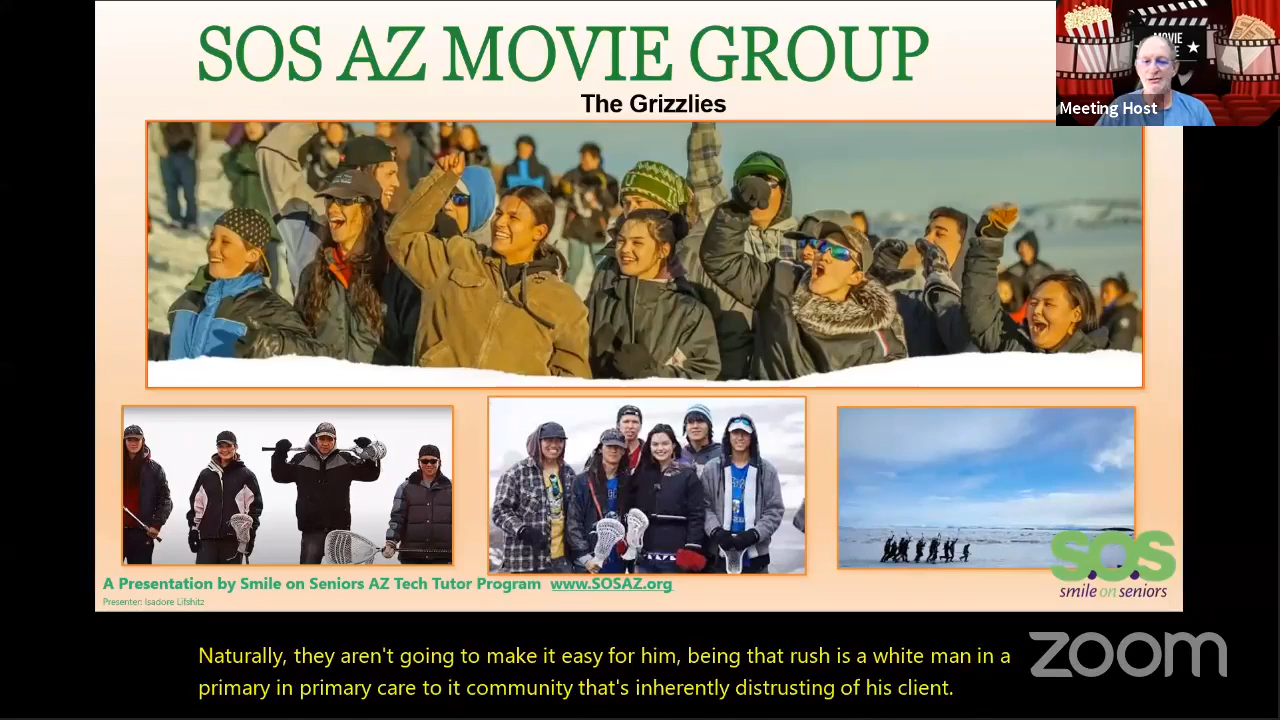 SOS AZ MOVIE GROUP
The Grizzlies
MOVIE
Meeting Host
A Presentation by Smile on Seniors AZ Tech Tutor Program www.SOSAZ.org
Presenter: Isadore Lifshitz
S.O.S
smile on seniors
Naturally, they aren't going to make it easy for him, being that rush is a white man in a
primary in primary care to it community that's inherently distrusting of his client.
zoom